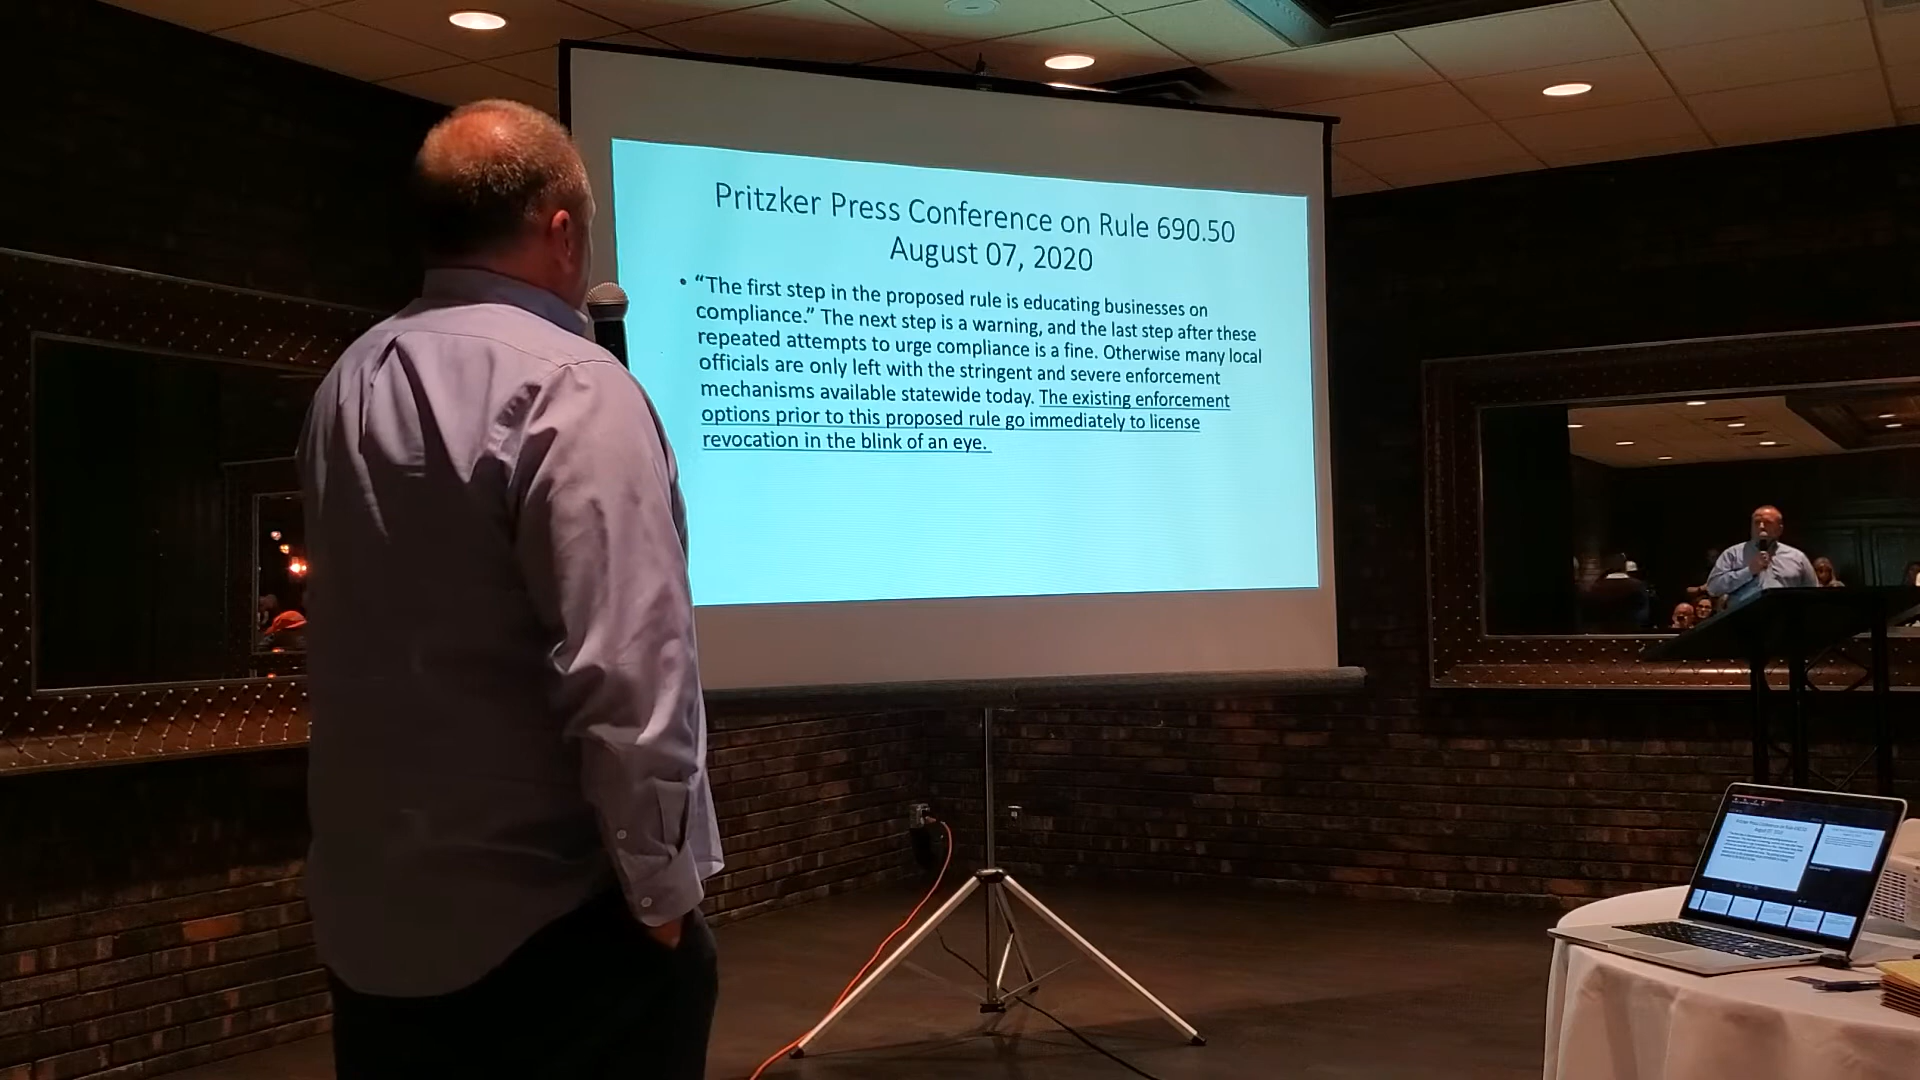 Pritzker Press Conference on Rule 690.50
August 07, 2020
• “The first step in the proposed rule is educating businesses on
compliance.” The next step is a warning, and the last step after these
repeated attempts to urge compliance is a fine. Otherwise many local
officials are only left with the stringent and severe enforcement
mechanisms available statewide today. The existing enforcement
options prior to this proposed rule go immediately to license
revocation in the blink of an eye.